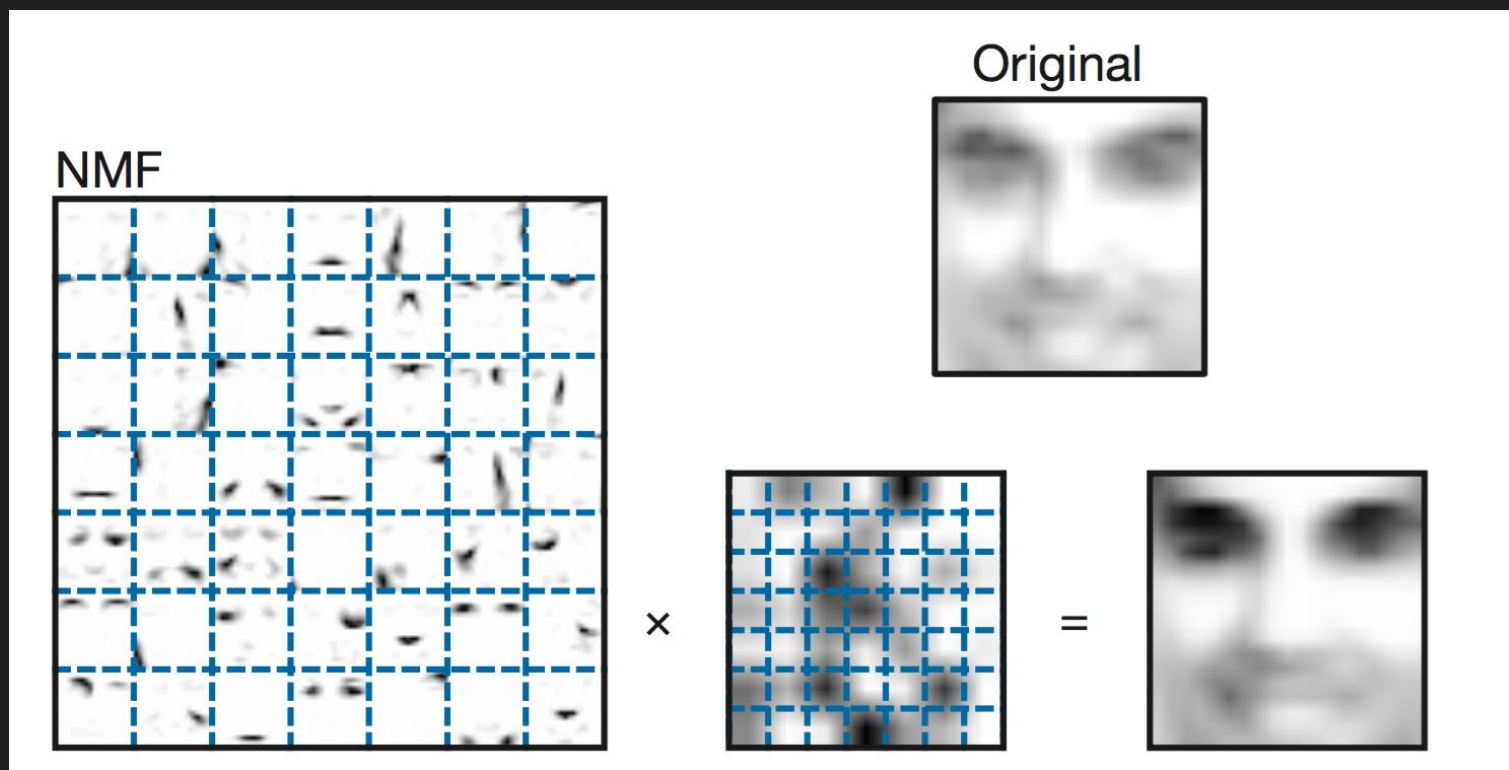 Original
NMF
×
=